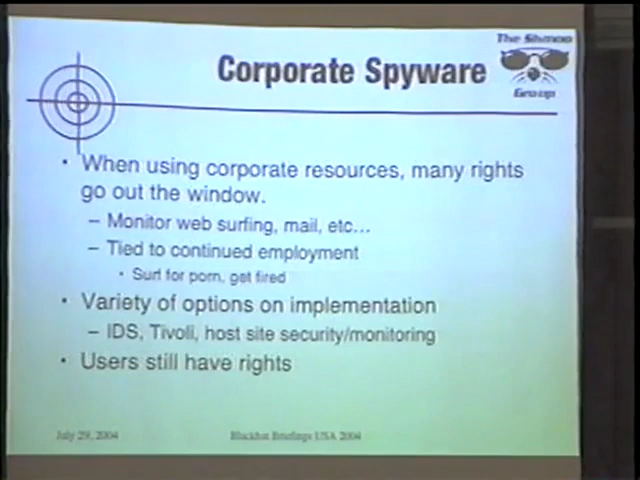 The Shmoo
Group
Corporate Spyware
• When using corporate resources, many rights
go out the window.
– Monitor web surfing, mail, etc...
– Tied to continued employment
• Surf for porn, get fired
• Variety of options on implementation
– IDS, Tivoli, host site security/monitoring
• Users still have rights
July 29, 2004
Blackhat Briefings USA 2004